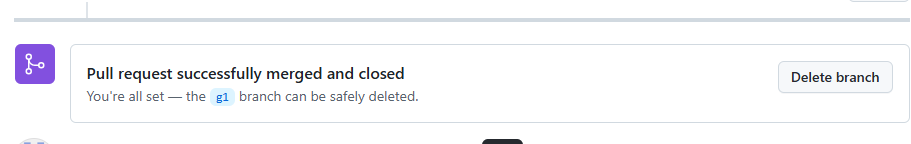 Pull request successfully merged and closed
You're all set — the g1 branch can be safely deleted.
Delete branch